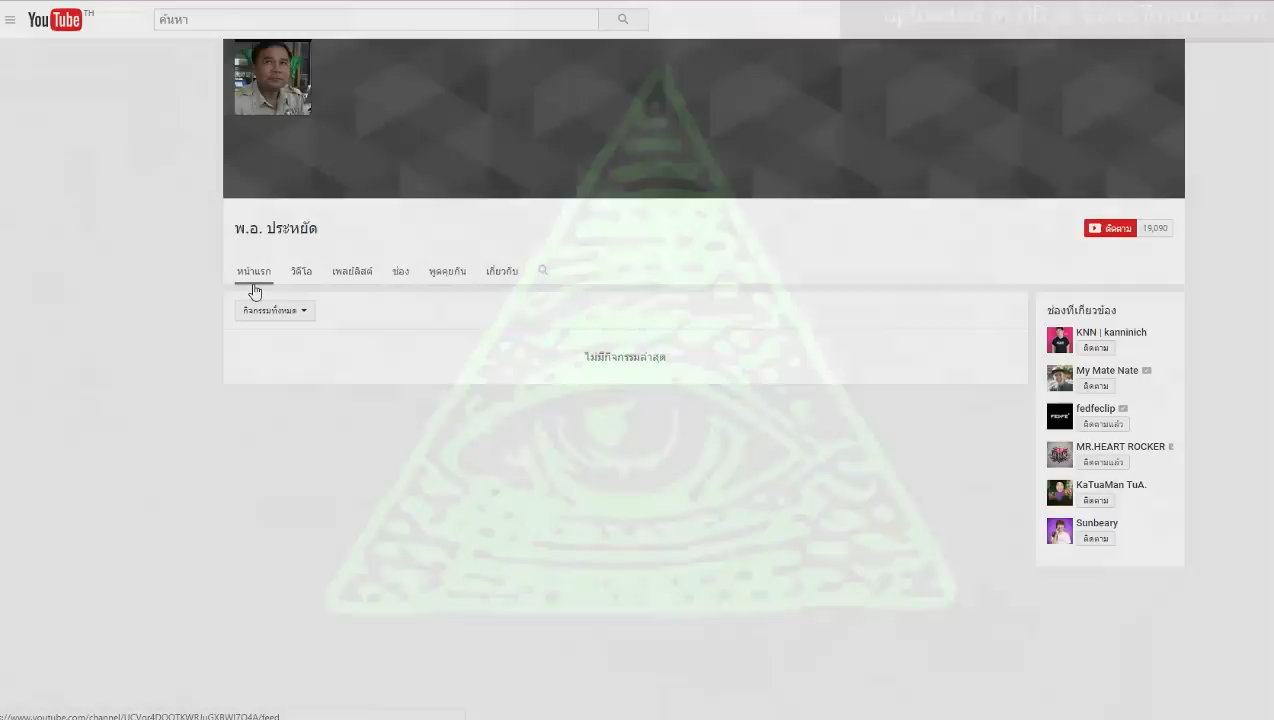 YouTube TH
ค้นหา
พ.อ. ประหยัด
ติดตาม 19,090
หน้าแรก วิดีโอ เพลย์ลิสต์ ช่อง พูดคุยกัน เกี่ยวกับ
กิจกรรมทั้งหมด
ไม่มีกิจกรรมล่าสุด
ช่องที่เกี่ยวข้อง
KNN | kanninich
ติดตาม
My Mate Nate
ติดตาม
fedfeclip
ติดตามแล้ว
MR.HEART ROCKER
ติดตามแล้ว
KaTuaMan TuA.
ติดตาม
Sunbeary
ติดตาม